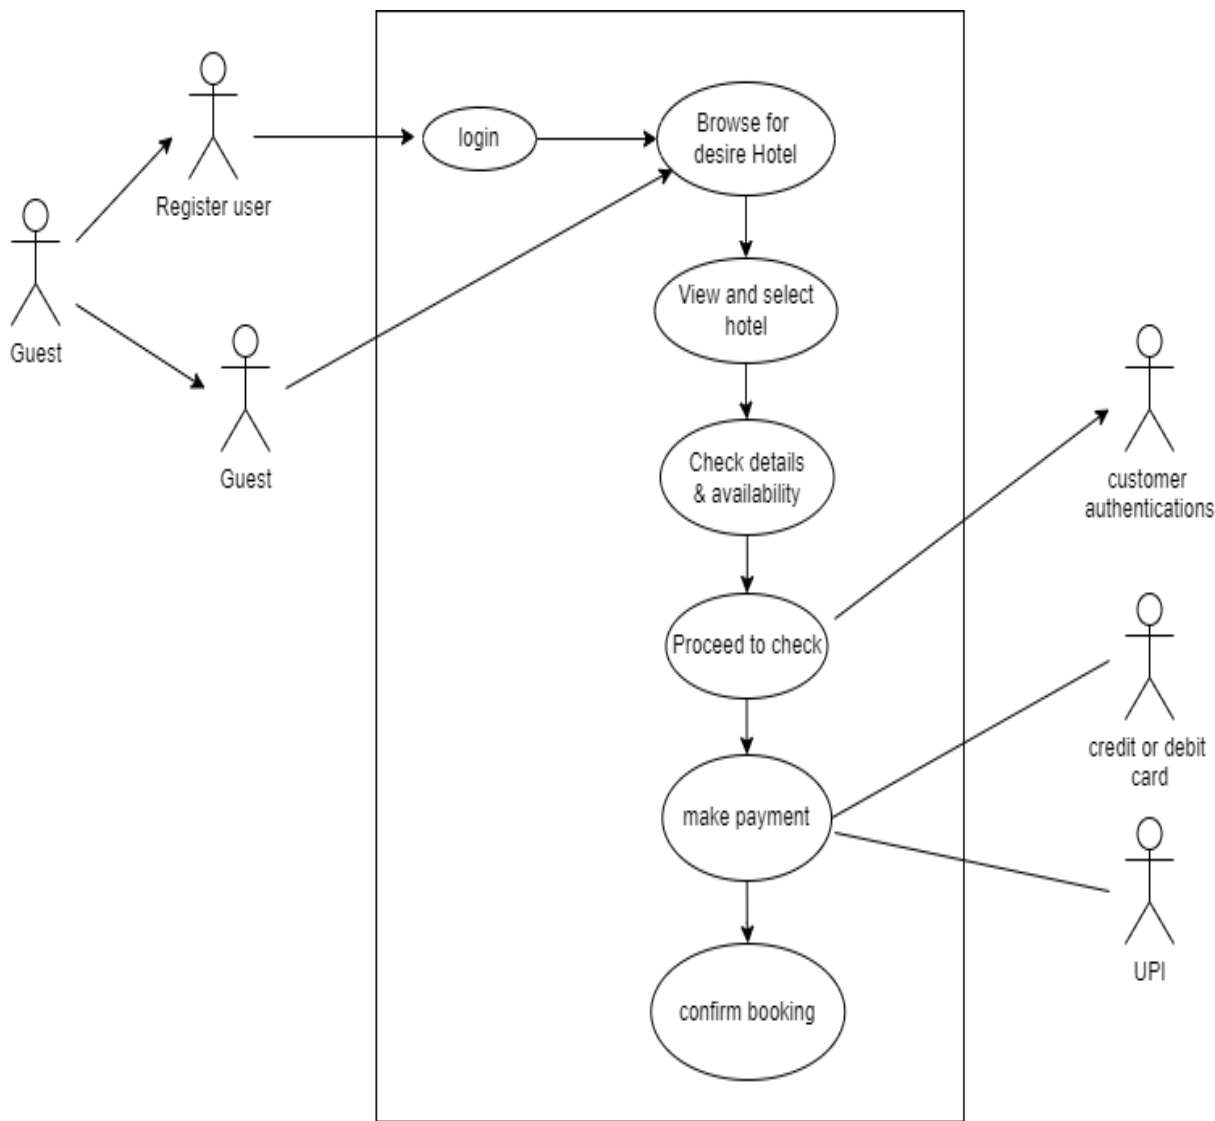 login
Browse for
desire Hotel
Register user
Guest
View and select
hotel
Guest
Check details
& availability
customer
authentications
Proceed to check
credit or debit
card
make payment
UPI
confirm booking